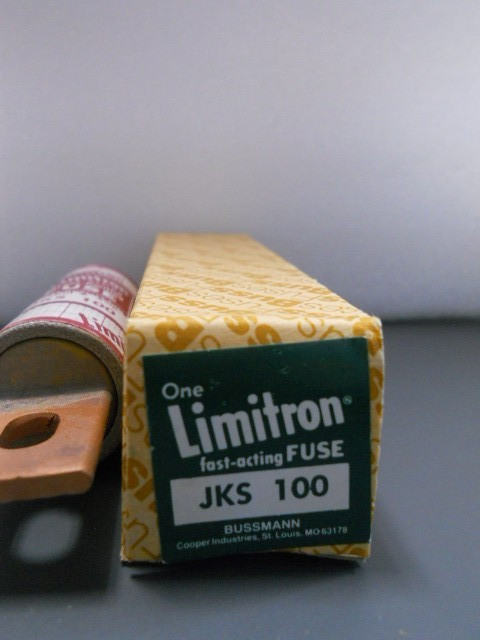 One
Limitron®
fast-acting FUSE
JKS 100
BUSSMANN
Cooper Industries, St. Louis, MO 63178